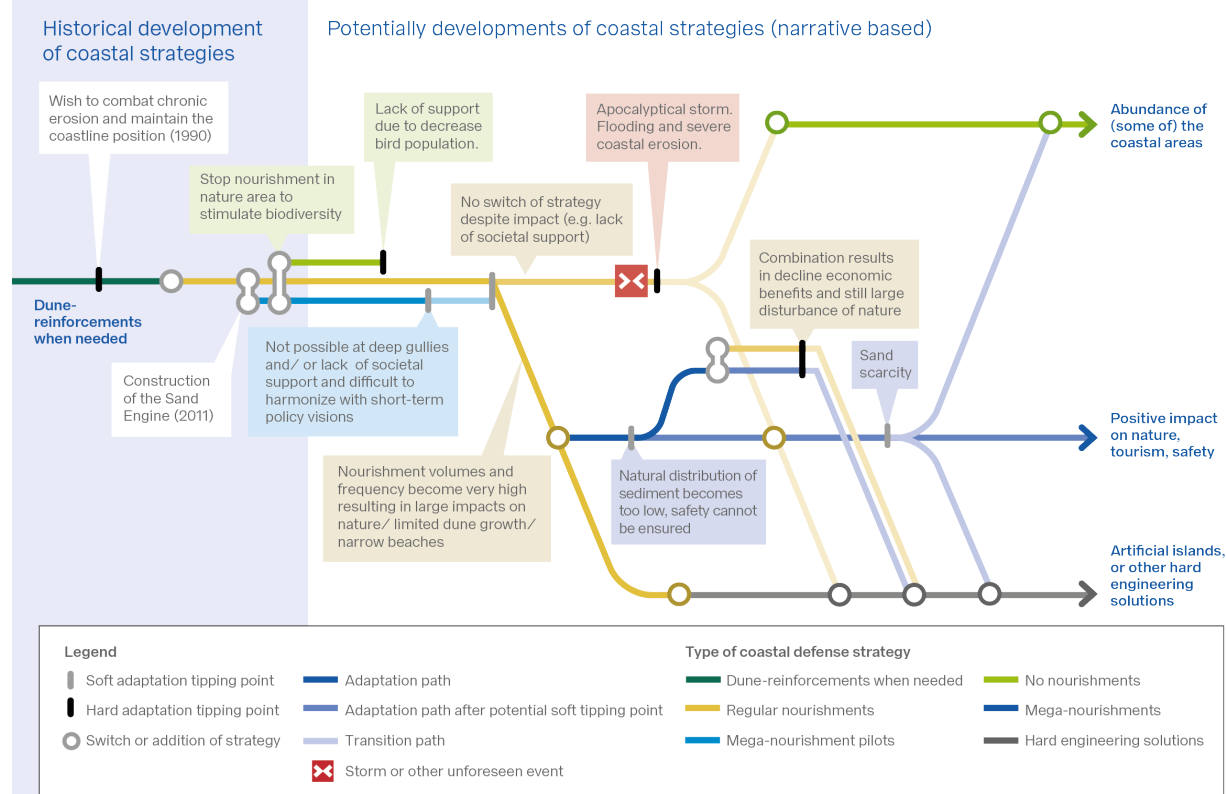 Historical development
of coastal strategies
Potentially developments of coastal strategies (narrative based)
Wish to combat chronic
erosion and maintain the
coastline position (1990)
Lack of support
due to decrease
bird population.
Apocalyptical storm.
Flooding and severe
coastal erosion.
Abundance of
(some of) the
coastal areas
Stop nourishment in
nature area to
stimulate biodiversity
No switch of strategy
despite impact (e.g. lack
of societal support)
Combination results
in decline economic
benefits and still large
disturbance of nature
Dune-
reinforcements
when needed
Not possible at deep gullies
and/ or lack of societal
support and difficult to
harmonize with short-term
policy visions
Sand
scarcity
Construction
of the Sand
Engine (2011)
Positive impact
on nature,
tourism, safety
Nourishment volumes and
frequency become very high
resulting in large impacts on
nature/ limited dune growth/
narrow beaches
Natural distribution of
sediment becomes
too low, safety cannot
be ensured
Artificial islands,
or other hard
engineering
solutions
Legend
Soft adaptation tipping point
Hard adaptation tipping point
Switch or addition of strategy
Adaptation path
Adaptation path after potential soft tipping point
Transition path
Storm or other unforeseen event
Type of coastal defense strategy
Dune-reinforcements when needed
Regular nourishments
Mega-nourishment pilots
No nourishments
Mega-nourishments
Hard engineering solutions